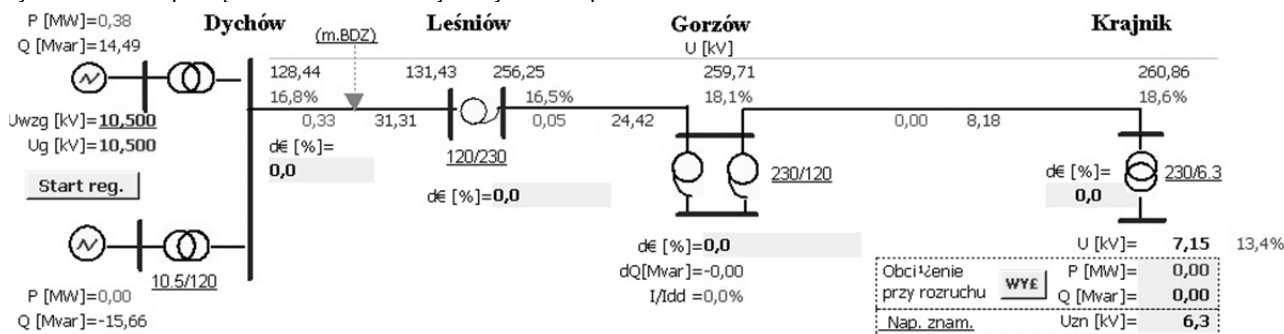 P [MW]=0,38
Q [Mvar]=14,49
Dychów
(m.BDZ)
Leśniów
Gorzów
U [kV]
Krajnik
128,44
131,43
256,25
259,71
260,86
16,8%
16,5%
18,1%
18,6%
0,33
31,31
0,05
24,42
0,00
8,18
Uwzg [kV]=10,500
Ug [kV]=10,500
Start reg.
d€ [%]=
0,0
120/230
d€ [%]=0,0
230/120
d€ [%]=
0,0
230/6.3
10.5/120
P [MW]=0,00
Q [Mvar]=-15,66
d€ [%]=0,0
dQ[Mvar]=-0,00
I/Idd =0,0%
U [kV]= 7,15 13,4%
Obci¹¿enie
przy rozruchu
WY£
P [MW]= 0,00
Q [Mvar]= 0,00
Nap. znam.
Uzn [kV]= 6,3